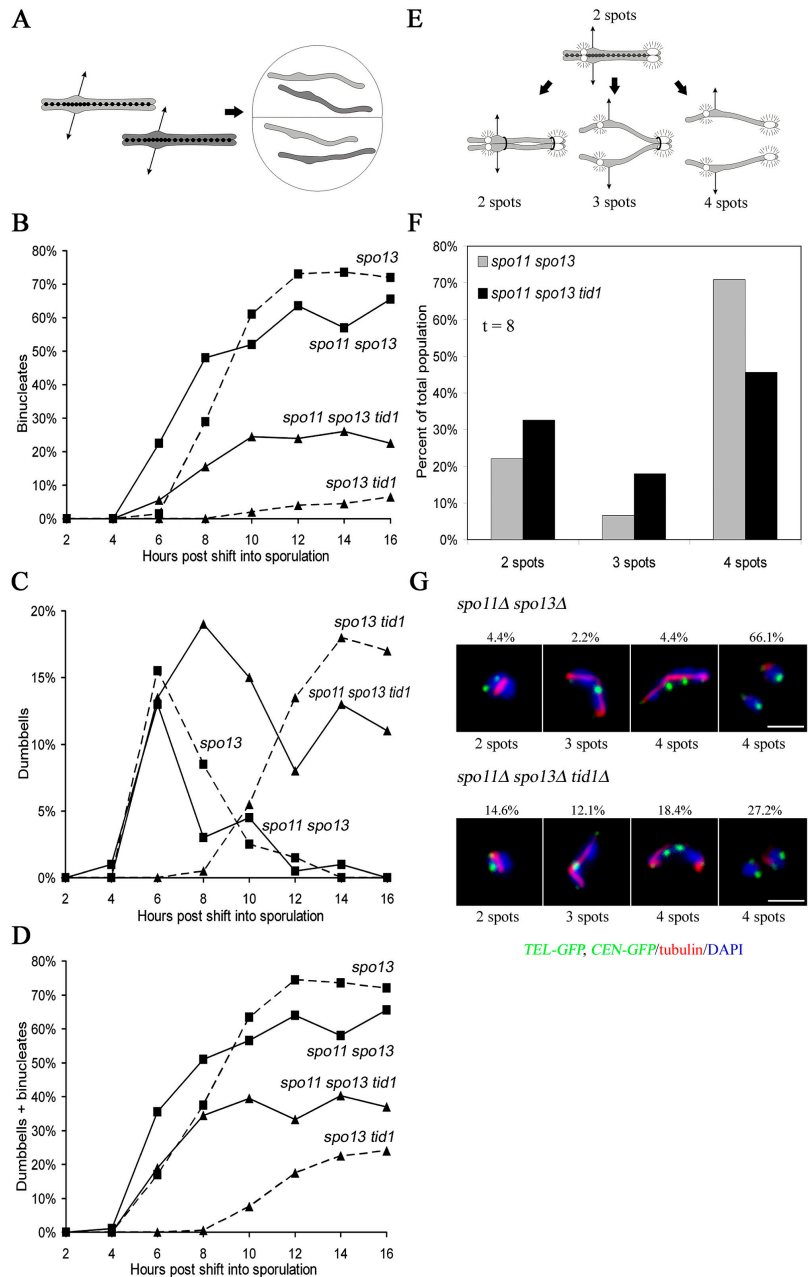 A
B
80%
70%
60%
50%
40%
30%
20%
10%
0%
Binucleates
spo13
spo11 spo13
spo11 spo13 tid1
spo13 tid1
2 4 6 8 10 12 14 16
Hours post shift into sporulation
C
20%
15%
10%
5%
0%
Dumbbells
spo13 tid1
spo11 spo13 tid1
spo13
spo11 spo13
2 4 6 8 10 12 14 16
Hours post shift into sporulation
D
80%
70%
60%
50%
40%
30%
20%
10%
0%
Dumbbells + binucleates
spo13
spo11 spo13
spo11 spo13 tid1
spo13 tid1
2 4 6 8 10 12 14 16
Hours post shift into sporulation
E
2 spots
2 spots
3 spots
4 spots
F
80%
70%
60%
50%
40%
30%
20%
10%
0%
Percent of total population
spo11 spo13
spo11 spo13 tid1
t = 8
2 spots 3 spots 4 spots
G
spo11Δ spo13Δ
4.4% 2.2% 4.4% 66.1%
2 spots 3 spots 4 spots 4 spots
spo11Δ spo13Δ tid1Δ
14.6% 12.1% 18.4% 27.2%
2 spots 3 spots 4 spots 4 spots
TEL-GFP, CEN-GFP/tubulin/DAPI